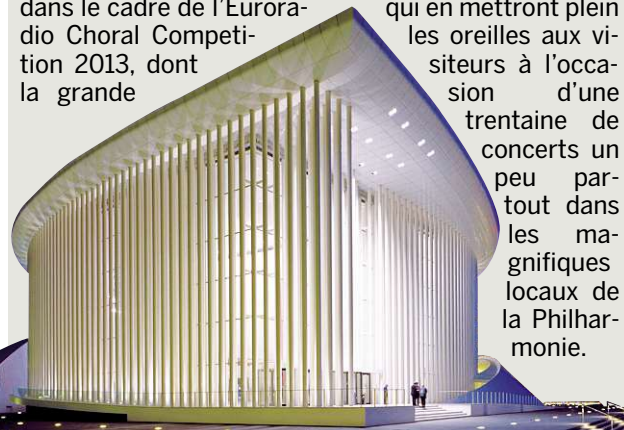 dans le cadre de l'Eurora-
dio Choral Competi-
tion 2013, dont
la grande
qui en mettront plein
les oreilles aux vi-
siteurs à l'occa-
sion d'une
trentaine de
concerts un
peu par-
tout dans
les ma-
gnifiques
locaux de
la Philhar-
monie.